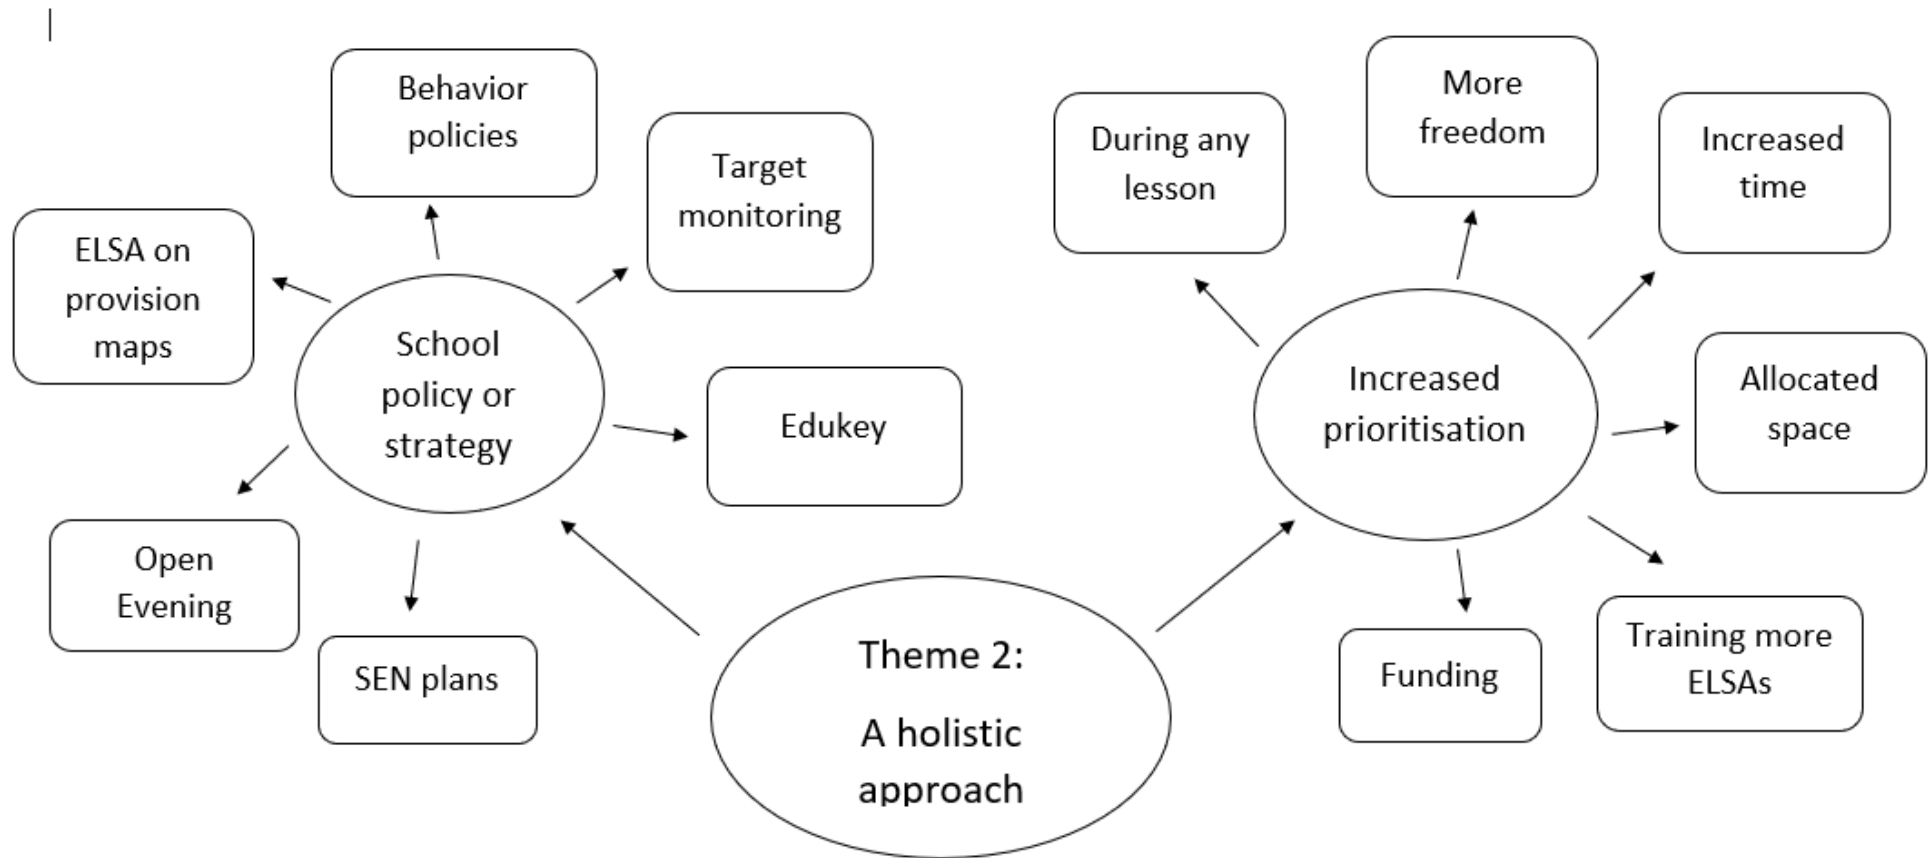 Behavior
policies
Target
monitoring
ELSA on
provision
maps
School
policy or
strategy
Edukey
Open
Evening
SEN plans
More
freedom
During any
lesson
Increased
time
Increased
prioritisation
Allocated
space
Training more
ELSAs
Funding
Theme 2:
A holistic
approach